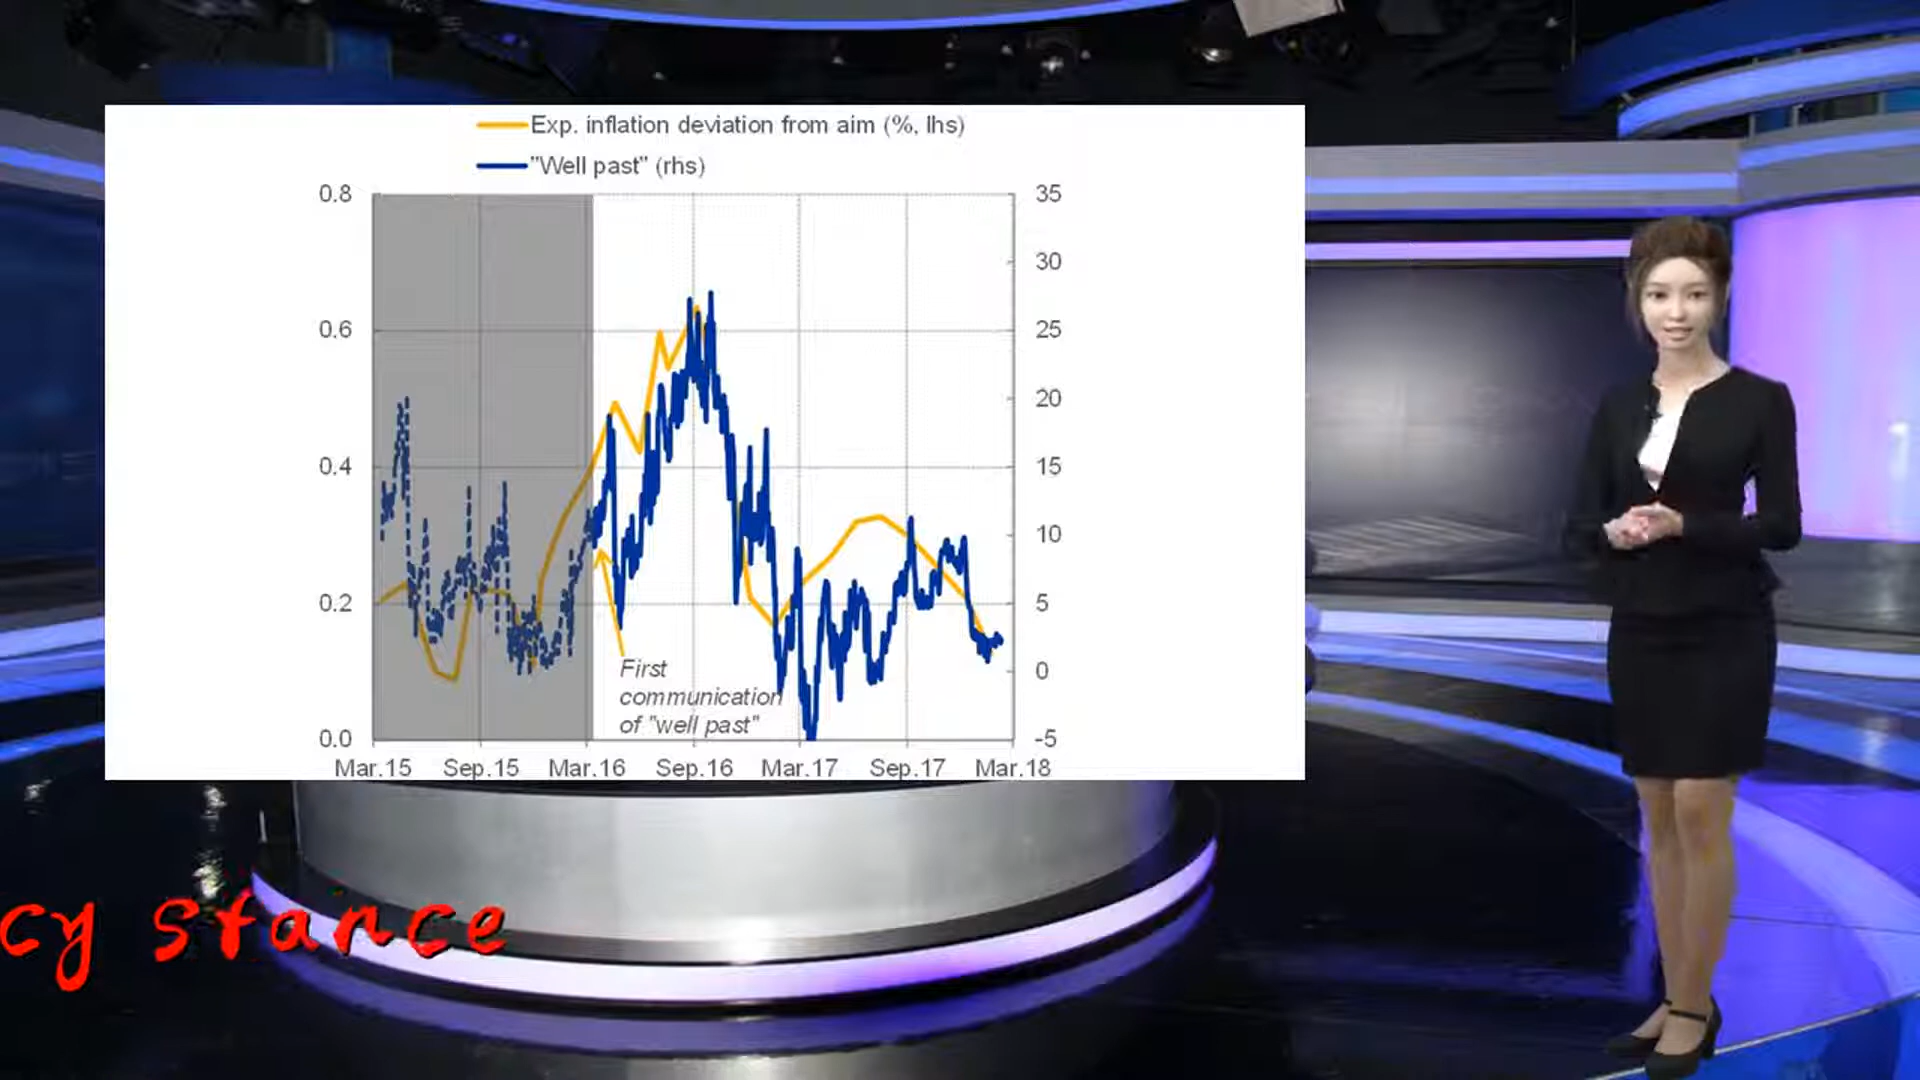 Exp. inflation deviation from aim (%, lhs)
"Well past" (rhs)
0.8
35
30
0.6
25
20
0.4
15
10
0.2
5
First
0
communication
of "well past"
0.0
-5
Mar.15 Sep.15 Mar.16 Sep.16 Mar.17 Sep.17 Mar.18
cy stance